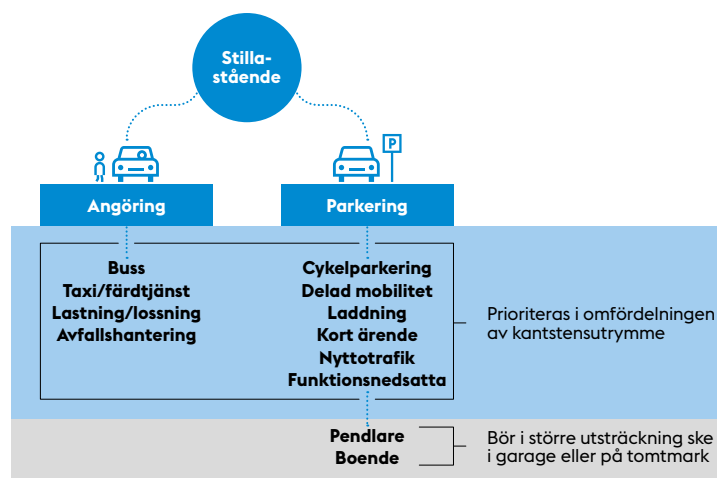 Stilla-
stående
P
Angöring
Parkering
Buss
Taxi/färdtjänst
Lastning/lossning
Avfallshantering
Cykelparkering
Delad mobilitet
Laddning
Kort ärende
Nyttotrafik
Funktionsnedsatta
Prioriteras i omfördelningen
av kantstensutrymme
Pendlare
Boende
Bör i större utsträckning ske
i garage eller på tomtmark